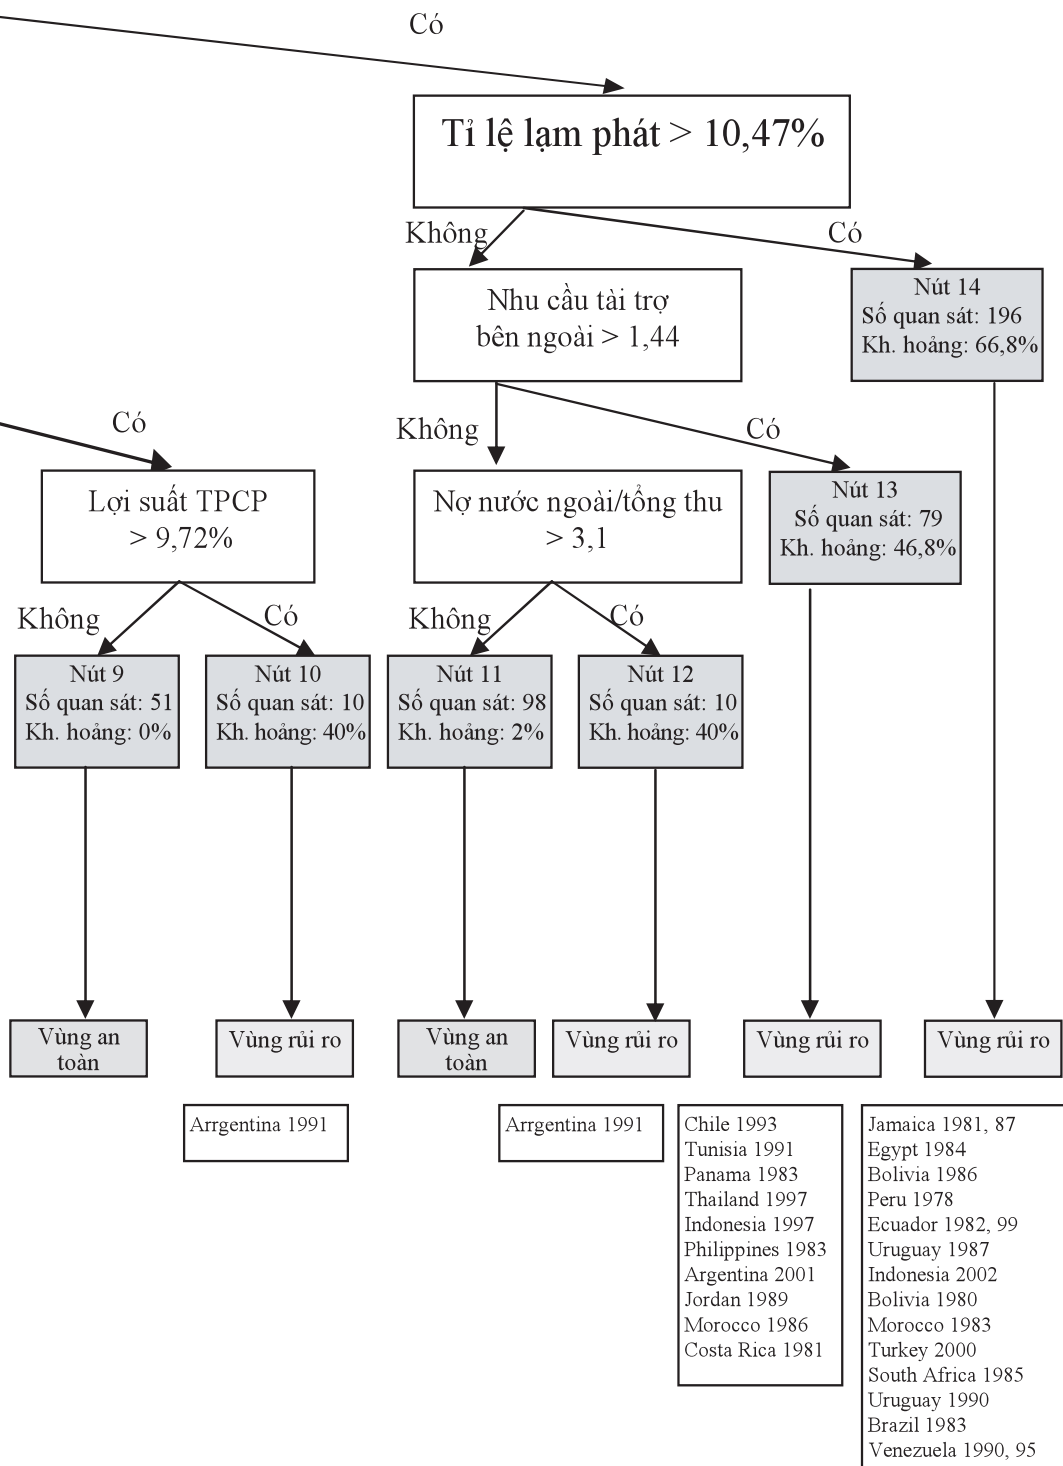 Có
Tỉ lệ lạm phát > 10,47%
Không
Có
Nhu cầu tài trợ
bên ngoài > 1,44
Nút 14
Số quan sát: 196
Kh. hoảng: 66,8%
Có
Không
Có
Lợi suất TPCP
> 9,72%
Nợ nước ngoài/tổng thu
> 3,1
Nút 13
Số quan sát: 79
Kh. hoảng: 46,8%
Không
Có
Không
Có
Nút 9
Số quan sát: 51
Kh. hoảng: 0%
Nút 10
Số quan sát: 10
Kh. hoảng: 40%
Nút 11
Số quan sát: 98
Kh. hoảng: 2%
Nút 12
Số quan sát: 10
Kh. hoảng: 40%
Vùng an
toàn
Vùng rủi ro
Vùng an
toàn
Vùng rủi ro
Vùng rủi ro
Vùng rủi ro
Arrgentina 1991
Arrgentina 1991
Chile 1993
Tunisia 1991
Panama 1983
Thailand 1997
Indonesia 1997
Philippines 1983
Argentina 2001
Jordan 1989
Morocco 1986
Costa Rica 1981
Jamaica 1981, 87
Egypt 1984
Bolivia 1986
Peru 1978
Ecuador 1982, 99
Uruguay 1987
Indonesia 2002
Bolivia 1980
Morocco 1983
Turkey 2000
South Africa 1985
Uruguay 1990
Brazil 1983
Venezuela 1990, 95